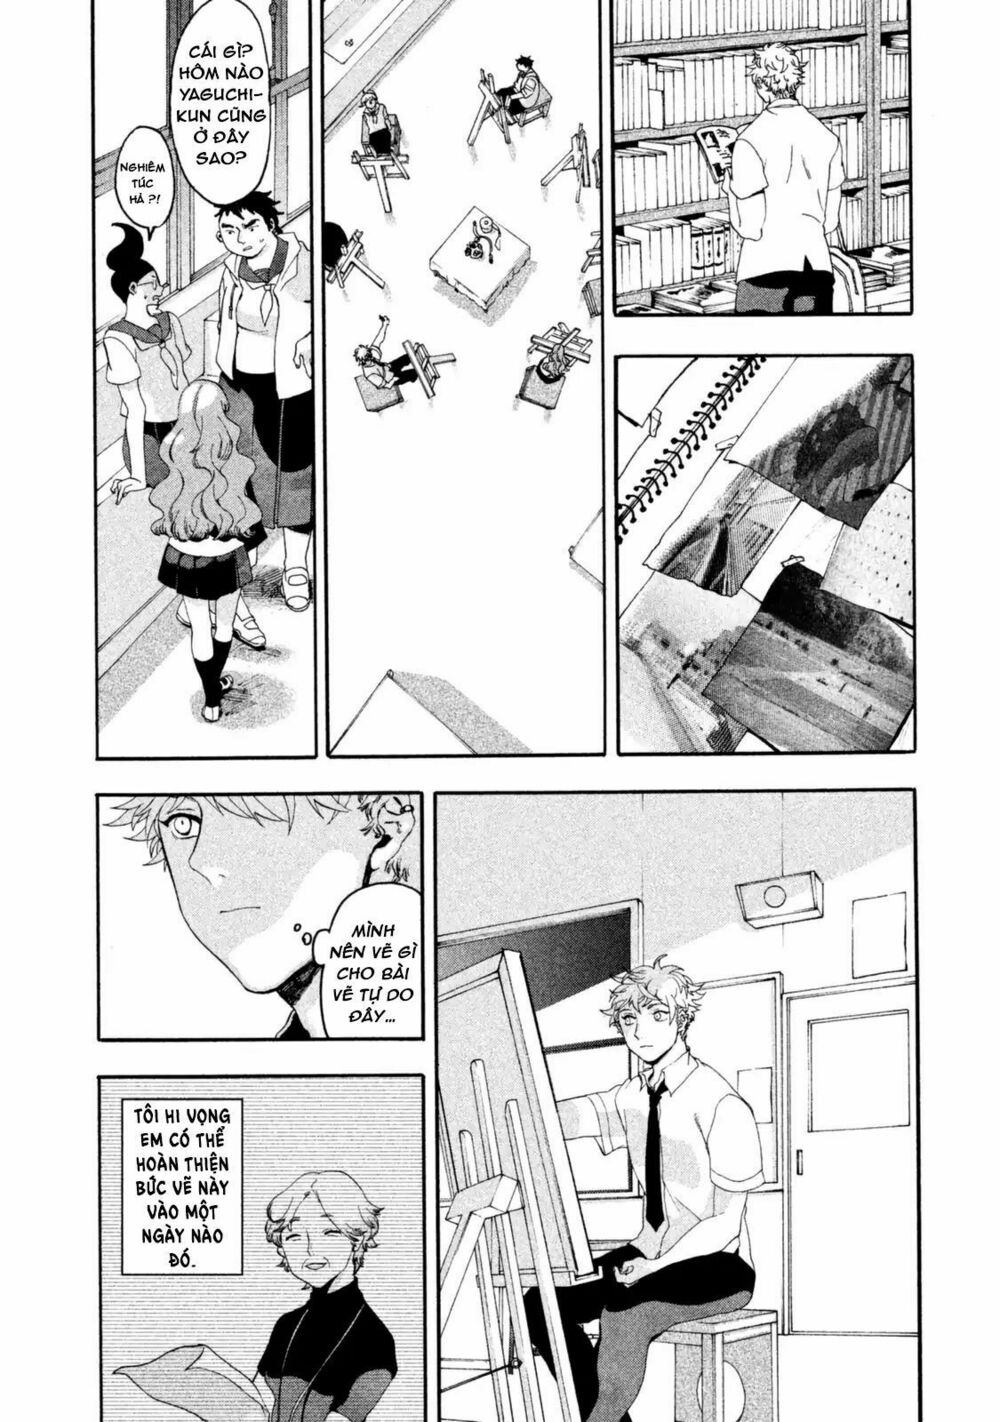 CÁI GÌ?
HÔM NÀO
YAGUCHI-
KUN CŨNG
Ở ĐÂY
SAO?
NGHIÊM
TÚC
HẢ ?!
MÌNH
NÊN VẼ GÌ
CHO BÀI
VẼ TỰ DO
ĐÂY...
TÔI HI VỌNG
EM CÓ THỂ
HOÀN THIỆN
BỨC VẼ NÀY
VÀO MỘT
NGÀY NÀO
ĐÓ.